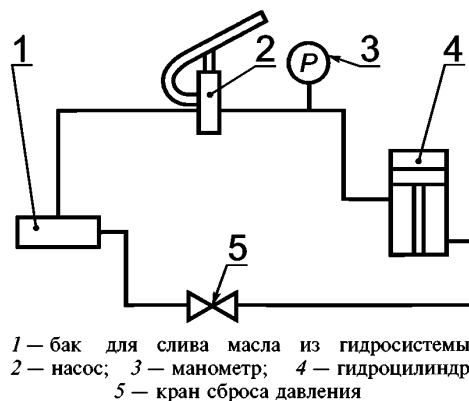 1
2
3
4
P
5
1 — бак для слива масла из гидросистемы
2 — насос; 3 — манометр; 4 — гидроцилиндр
5 — кран сброса давления